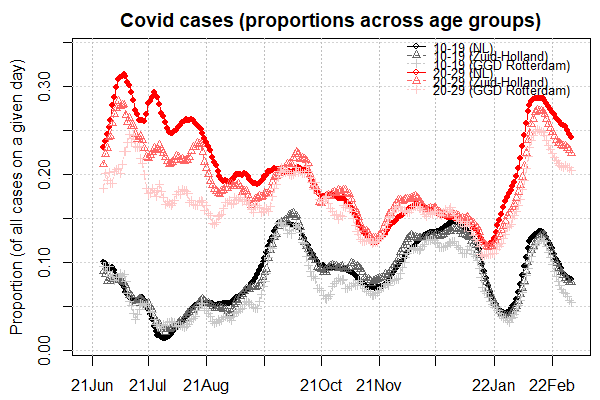 Covid cases (proportions across age groups)
10-19 (NL)
10-19 (Zuid-Holland)
10-19 (GGD Rotterdam)
20-29 (NL)
20-29 (Zuid-Holland)
20-29 (GGD Rotterdam)
Proportion (of all cases on a given day)
0.30
0.20
0.10
0.00
21Jun 21Jul 21Aug 21Oct 21Nov 22Jan 22Feb